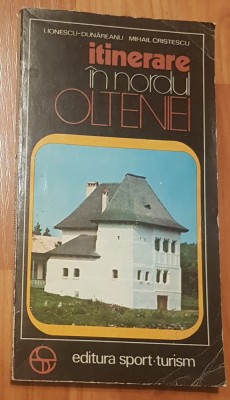 I. IONESCU-DUNĂREANU MIHAIL CRISTESCU
itinerare
în nordul
OLTENIEI
editura sport·turism